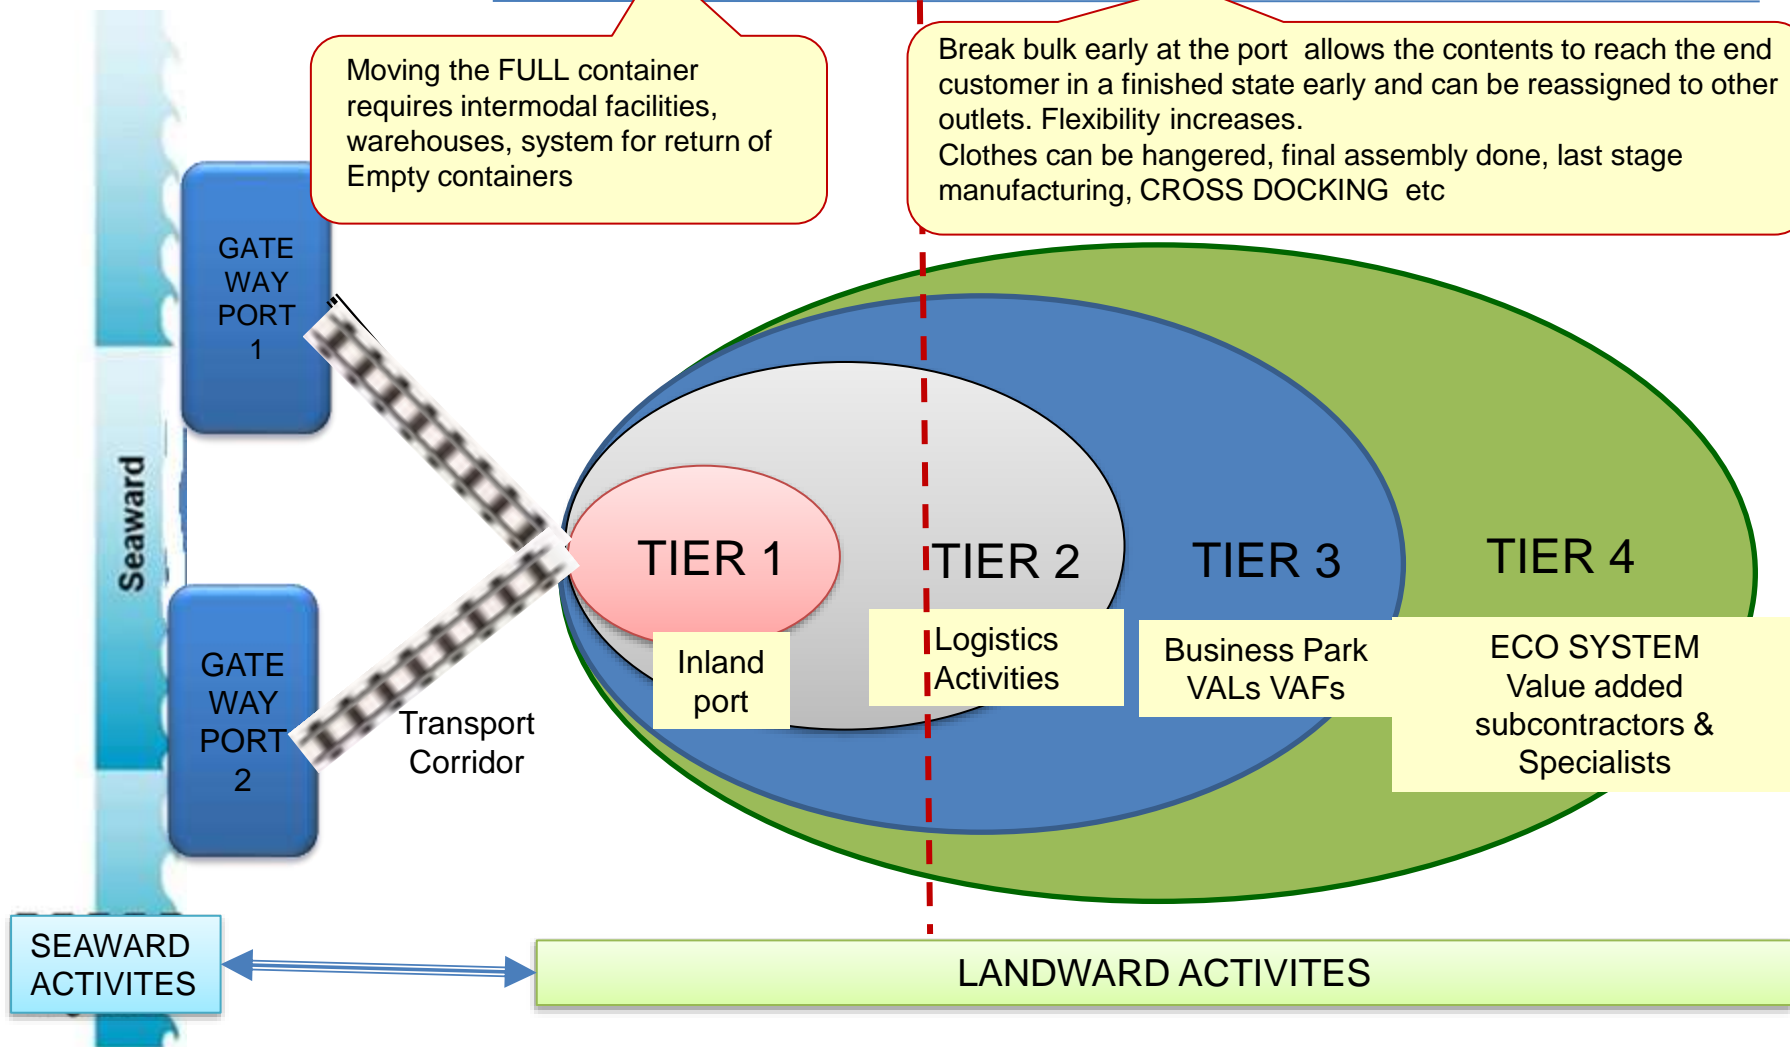 Moving the FULL container
requires intermodal facilities,
warehouses, system for return of
Empty containers
Break bulk early at the port allows the contents to reach the end
customer in a finished state early and can be reassigned to other
outlets. Flexibility increases.
Clothes can be hangered, final assembly done, last stage
manufacturing, CROSS DOCKING etc
GATE
WAY
PORT
1
Seaward
GATE
WAY
PORT
2
Transport
Corridor
TIER 1
Inland
port
TIER 2
Logistics
Activities
TIER 3
Business Park
VALs VAFs
TIER 4
ECO SYSTEM
Value added
subcontractors &
Specialists
SEAWARD
ACTIVITES
LANDWARD ACTIVITES